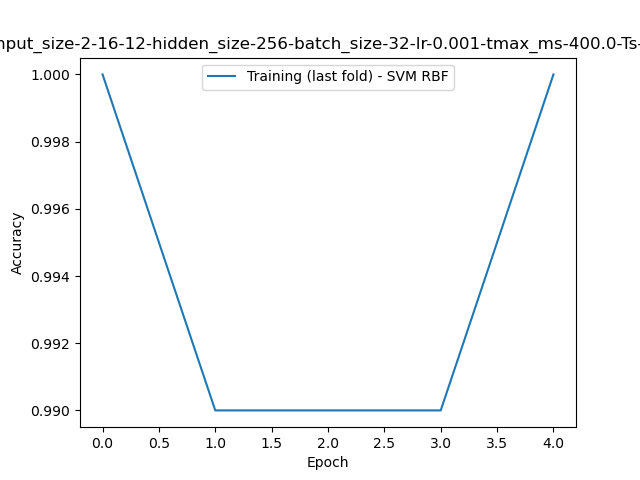 nput_size-2-16-12-hidden_size-256-batch_size-32-lr-0.001-tmax_ms-400.0-Ts-
Training (last fold) - SVM RBF
1.000
0.998
0.996
0.994
0.992
0.990
Accuracy
0.0 0.5 1.0 1.5 2.0 2.5 3.0 3.5 4.0
Epoch